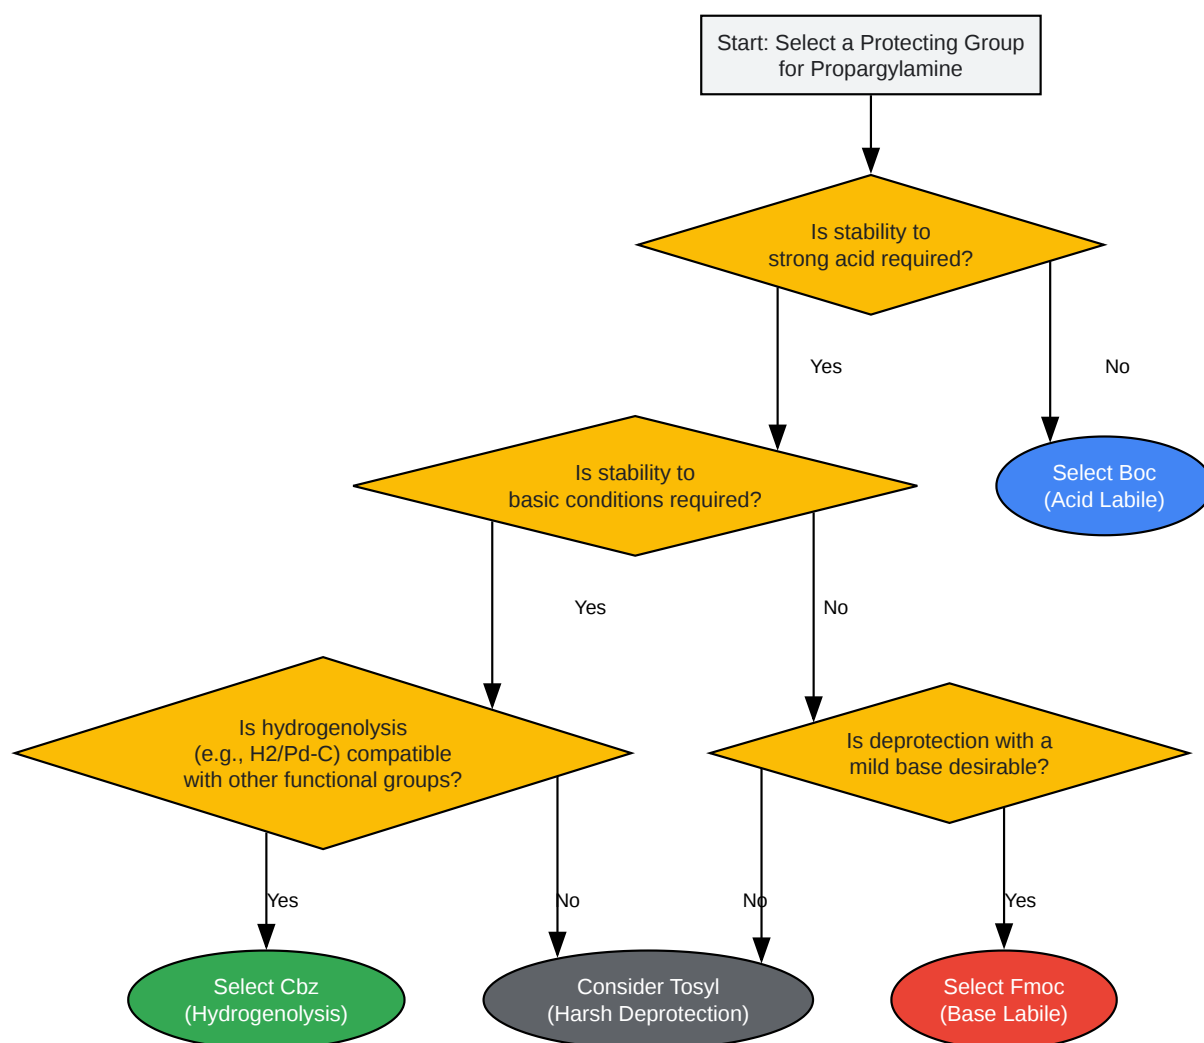 Start: Select a Protecting Group
for Propargylamine
Is stability to
strong acid required?
Yes
No
Is stability to
basic conditions required?
Select Boc
(Acid Labile)
Yes
No
Is hydrogenolysis
(e.g., H2/Pd-C) compatible
with other functional groups?
Is deprotection with a
mild base desirable?
Yes
No
No
Yes
Select Cbz
(Hydrogenolysis)
Consider Tosyl
(Harsh Deprotection)
Select Fmoc
(Base Labile)